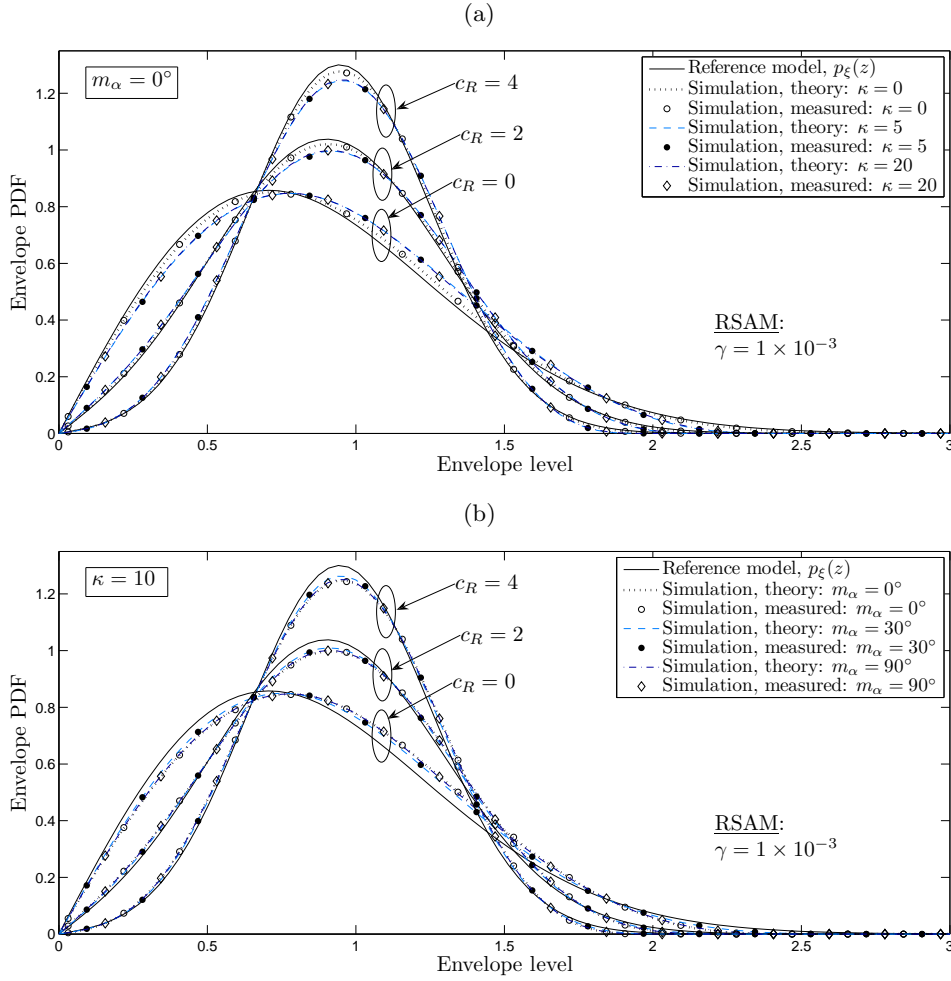 (a)
m_α = 0°
c_R = 4
c_R = 2
c_R = 0
Reference model, p_ξ(z)
Simulation, theory: κ = 0
Simulation, measured: κ = 0
Simulation, theory: κ = 5
Simulation, measured: κ = 5
Simulation, theory: κ = 20
Simulation, measured: κ = 20
RSAM:
γ = 1 × 10⁻³
Envelope PDF
1.2
1
0.8
0.6
0.4
0.2
0
0 0.5 1 1.5 2 2.5 3
Envelope level
(b)
κ = 10
c_R = 4
c_R = 2
c_R = 0
Reference model, p_ξ(z)
Simulation, theory: m_α = 0°
Simulation, measured: m_α = 0°
Simulation, theory: m_α = 30°
Simulation, measured: m_α = 30°
Simulation, theory: m_α = 90°
Simulation, measured: m_α = 90°
RSAM:
γ = 1 × 10⁻³
Envelope PDF
1.2
1
0.8
0.6
0.4
0.2
0
0 0.5 1 1.5 2 2.5 3
Envelope level